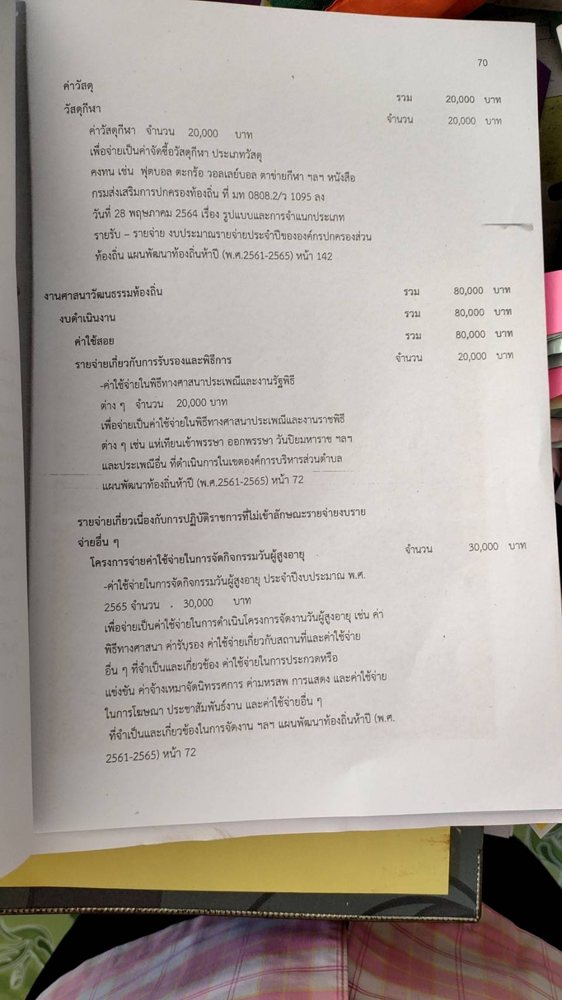 70
ค่าวัสดุ รวม 20,000 บาท
วัสดุกีฬา จำนวน 20,000 บาท
ค่าวัสดุกีฬา จำนวน 20,000 บาท
เพื่อจ่ายเป็นค่าจัดซื้อวัสดุกีฬา ประเภทวัสดุ
คงทน เช่น ฟุตบอล ตะกร้อ วอลเลย์บอล ตาข่ายกีฬา ฯลฯ หนังสือ
กรมส่งเสริมการปกครองท้องถิ่น ที่ มท 0808.2/ว 1095 ลง
วันที่ 28 พฤษภาคม 2564 เรื่อง รูปแบบและการจำแนกประเภท
รายรับ – รายจ่าย งบประมาณรายจ่ายประจำปีขององค์กรปกครองส่วน
ท้องถิ่น แผนพัฒนาท้องถิ่นห้าปี (พ.ศ.2561-2565) หน้า 142
งานศาสนาวัฒนธรรมท้องถิ่น รวม 80,000 บาท
งบดำเนินงาน รวม 80,000 บาท
ค่าใช้สอย รวม 80,000 บาท
รายจ่ายเกี่ยวกับการรับรองและพิธีการ จำนวน 20,000 บาท
-ค่าใช้จ่ายในพิธีทางศาสนาประเพณีและงานรัฐพิธี
ต่าง ๆ จำนวน 20,000 บาท
เพื่อจ่ายเป็นค่าใช้จ่ายในพิธีทางศาสนาประเพณีและงานราชพิธี
ต่าง ๆ เช่น แห่เทียนเข้าพรรษา ออกพรรษา วันปิยมหาราช ฯลฯ
และประเพณีอื่น ที่ดำเนินการในเขตองค์การบริหารส่วนตำบล
แผนพัฒนาท้องถิ่นห้าปี (พ.ศ.2561-2565) หน้า 72
รายจ่ายเกี่ยวเนื่องกับการปฏิบัติราชการที่ไม่เข้าลักษณะรายจ่ายงบราย
จ่ายอื่น ๆ
โครงการจ่ายค่าใช้จ่ายในการจัดกิจกรรมวันผู้สูงอายุ จำนวน 30,000 บาท
-ค่าใช้จ่ายในการจัดกิจกรรมวันผู้สูงอายุ ประจำปีงบประมาณ พ.ศ.
2565 จำนวน . 30,000 บาท
เพื่อจ่ายเป็นค่าใช้จ่ายในการดำเนินโครงการจัดงานวันผู้สูงอายุ เช่น ค่า
พิธีทางศาสนา ค่ารับรอง ค่าใช้จ่ายเกี่ยวกับสถานที่และค่าใช้จ่าย
อื่น ๆ ที่จำเป็นและเกี่ยวข้อง ค่าใช้จ่ายในการประกวดหรือ
แข่งขัน ค่าจ้างเหมาจัดนิทรรศการ ค่ามหรสพ การแสดง และค่าใช้จ่าย
ในการโฆษณา ประชาสัมพันธ์งาน และค่าใช้จ่ายอื่น ๆ
ที่จำเป็นและเกี่ยวข้องในการจัดงาน ฯลฯ แผนพัฒนาท้องถิ่นห้าปี (พ.ศ.
2561-2565) หน้า 72